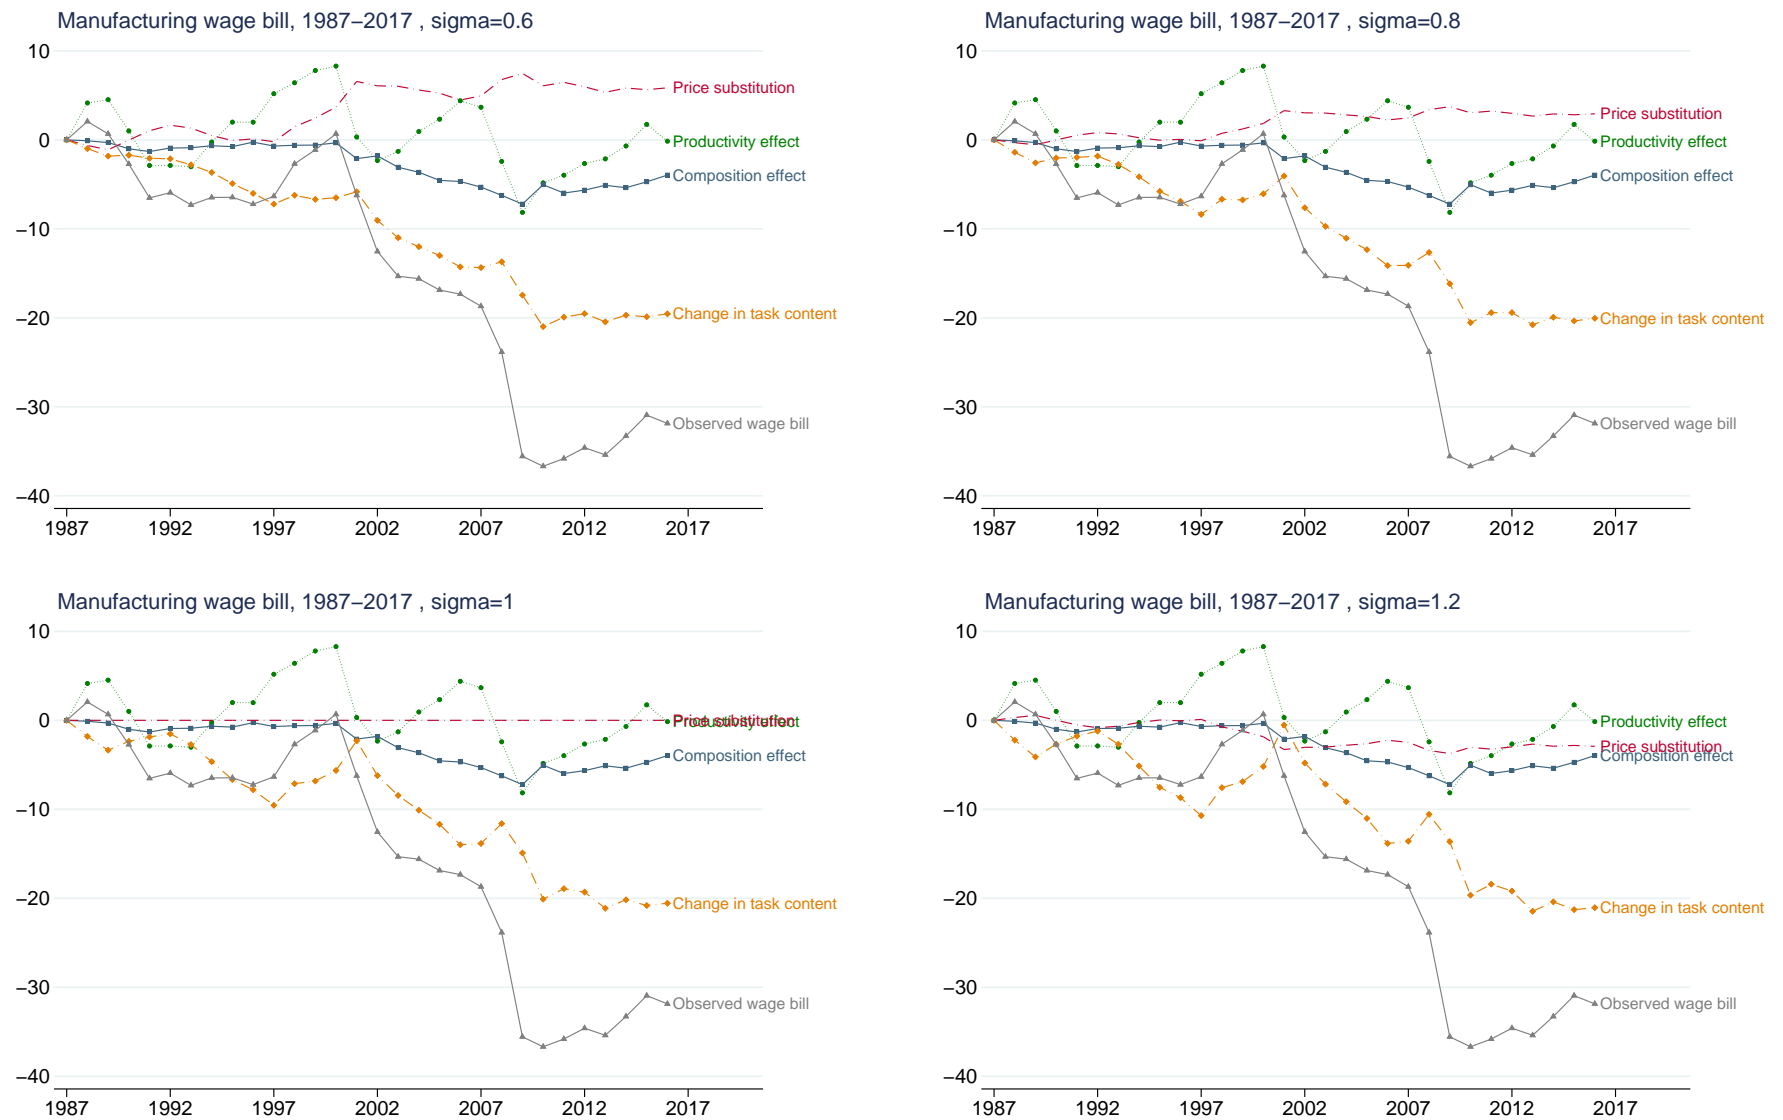 Manufacturing wage bill, 1987−2017 , sigma=0.6
10
0
−10
−20
−30
−40
Price substitution
Productivity effect
Composition effect
Change in task content
Observed wage bill
1987 1992 1997 2002 2007 2012 2017
Manufacturing wage bill, 1987−2017 , sigma=0.8
10
0
−10
−20
−30
−40
Price substitution
Productivity effect
Composition effect
Change in task content
Observed wage bill
1987 1992 1997 2002 2007 2012 2017
Manufacturing wage bill, 1987−2017 , sigma=1
10
0
−10
−20
−30
−40
Price substitution
Productivity effect
Composition effect
Change in task content
Observed wage bill
1987 1992 1997 2002 2007 2012 2017
Manufacturing wage bill, 1987−2017 , sigma=1.2
10
0
−10
−20
−30
−40
Productivity effect
Price substitution
Composition effect
Change in task content
Observed wage bill
1987 1992 1997 2002 2007 2012 2017